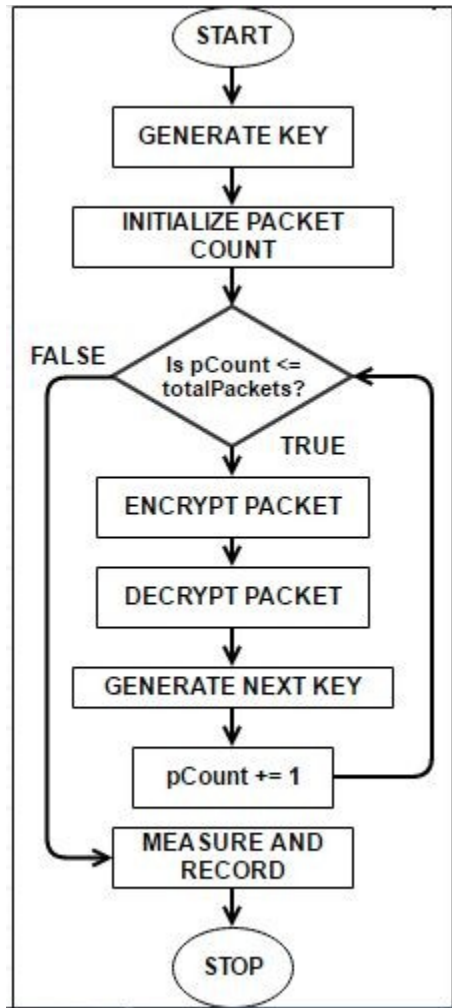 START
GENERATE KEY
INITIALIZE PACKET
COUNT
Is pCount <=
totalPackets?
FALSE
TRUE
ENCRYPT PACKET
DECRYPT PACKET
GENERATE NEXT KEY
pCount += 1
MEASURE AND
RECORD
STOP